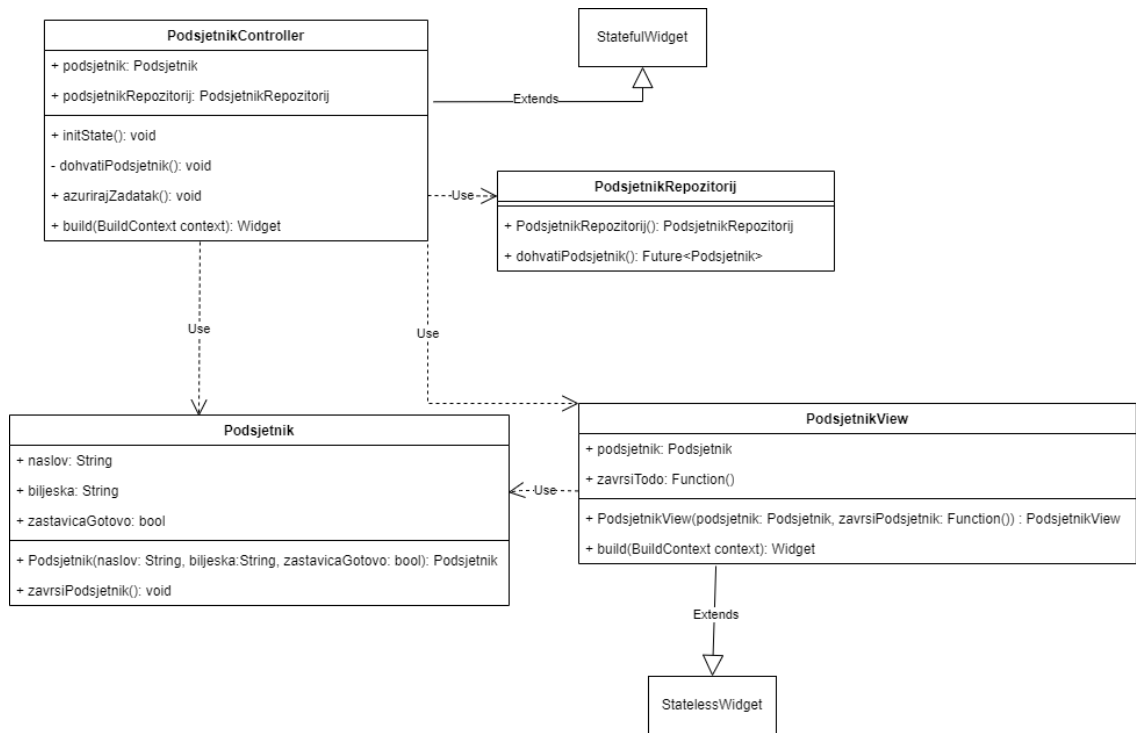 PodsjetnikController
+ podsjetnik: Podsjetnik
+ podsjetnikRepozitorij: PodsjetnikRepozitorij
+ initState(): void
- dohvatiPodsjetnik(): void
+ azurirajZadatak(): void
+ build(BuildContext context): Widget
StatefulWidget
Extends
Use
PodsjetnikRepozitorij
+ PodsjetnikRepozitorij(): PodsjetnikRepozitorij
+ dohvatiPodsjetnik(): Future<Podsjetnik>
Use
Use
Podsjetnik
+ naslov: String
+ biljeska: String
+ zastavicaGotovo: bool
+ Podsjetnik(naslov: String, biljeska:String, zastavicaGotovo: bool): Podsjetnik
+ zavrsiPodsjetnik(): void
Use
PodsjetnikView
+ podsjetnik: Podsjetnik
+ zavrsiTodo: Function()
+ PodsjetnikView(podsjetnik: Podsjetnik, zavrsiPodsjetnik: Function()) : PodsjetnikView
+ build(BuildContext context): Widget
Extends
StatelessWidget